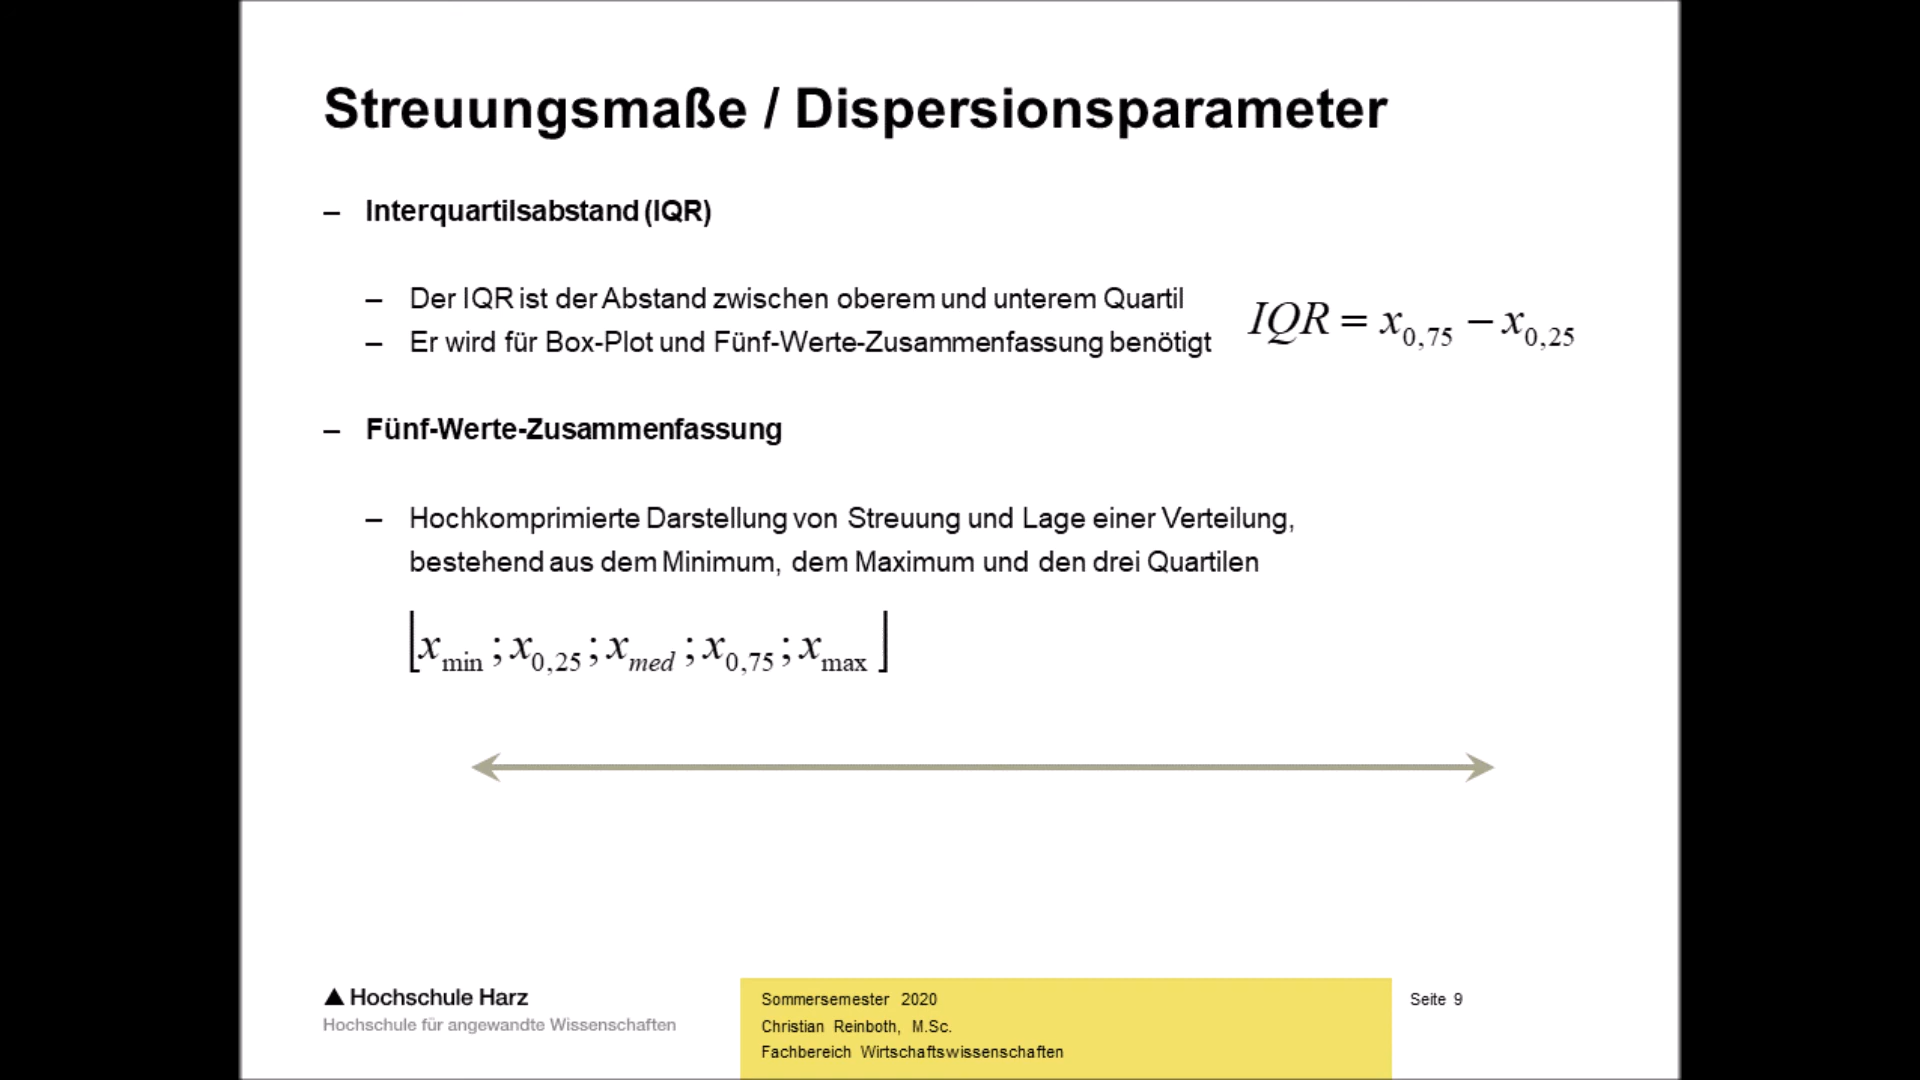 Streuungsmaße / Dispersionsparameter
– Interquartilsabstand (IQR)
– Der IQR ist der Abstand zwischen oberem und unterem Quartil
– Er wird für Box-Plot und Fünf-Werte-Zusammenfassung benötigt
IQR = x0,75 − x0,25
– Fünf-Werte-Zusammenfassung
– Hochkomprimierte Darstellung von Streuung und Lage einer Verteilung,
bestehend aus dem Minimum, dem Maximum und den drei Quartilen
⌊xmin ; x0,25 ; xmed ; x0,75 ; xmax⌋
Hochschule Harz
Hochschule für angewandte Wissenschaften
Sommersemester 2020
Christian Reinboth, M.Sc.
Fachbereich Wirtschaftswissenschaften
Seite 9